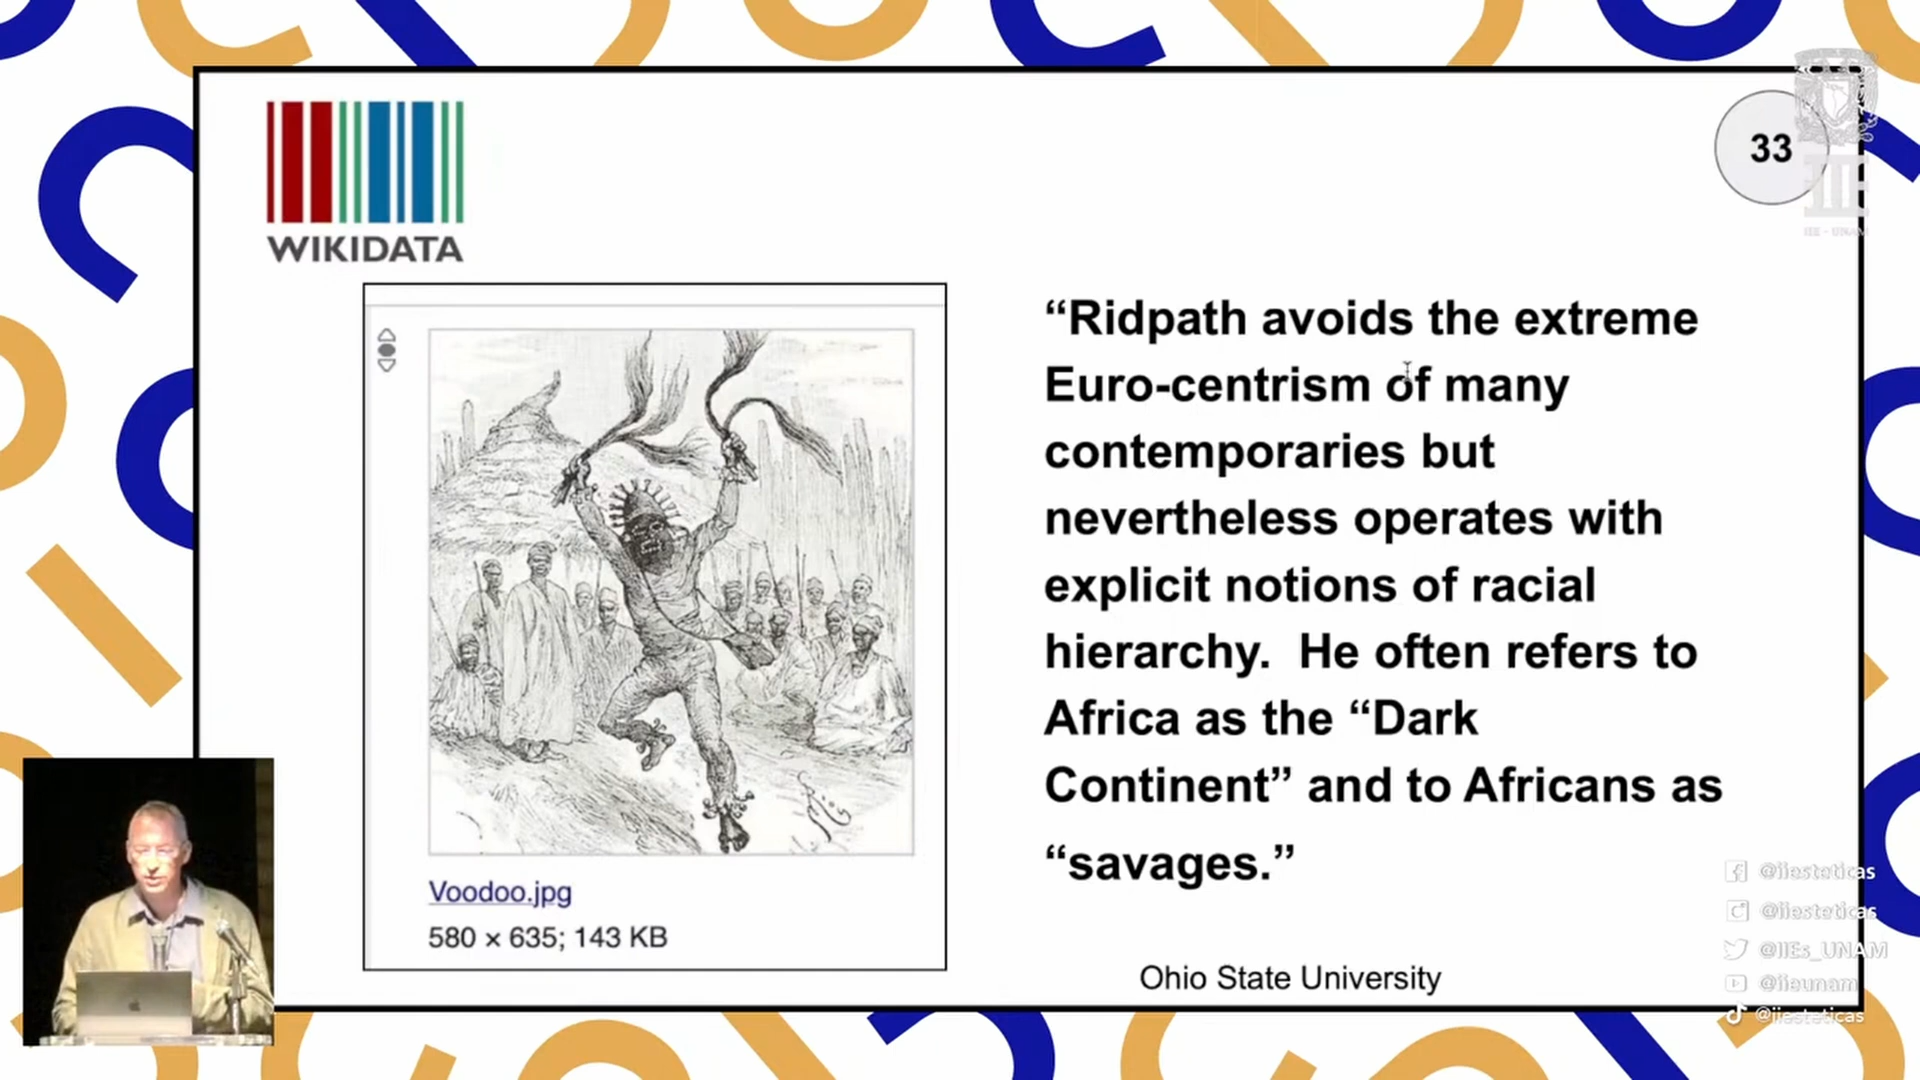 WIKIDATA
33
IIE - UNAM
“Ridpath avoids the extreme
Euro-centrism of many
contemporaries but
nevertheless operates with
explicit notions of racial
hierarchy.  He often refers to
Africa as the “Dark
Continent” and to Africans as
“savages.”
Voodoo.jpg
580 × 635; 143 KB
Ohio State University
@iiesteticas
@iiesteticas
@IIEs_UNAM
@iieunam
@iiesteticas